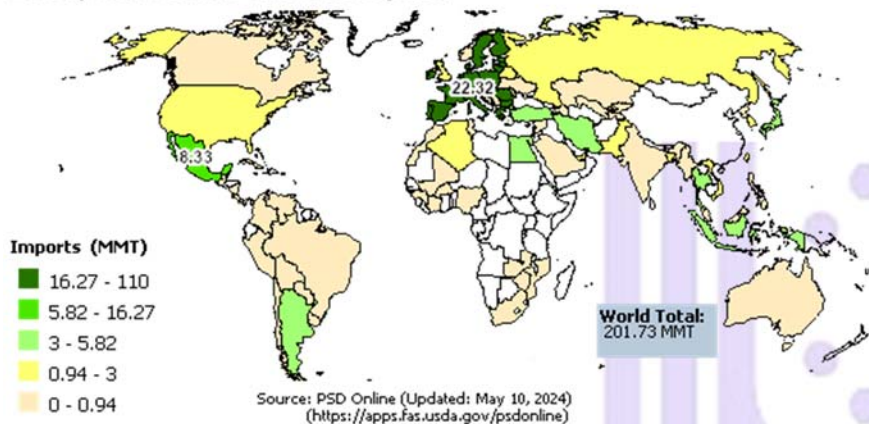 22.32
8.33
Imports (MMT)
16.27 - 110
5.82 - 16.27
3 - 5.82
0.94 - 3
0 - 0.94
World Total:
201.73 MMT
Source: PSD Online (Updated: May 10, 2024)
(https://apps.fas.usda.gov/psdonline)